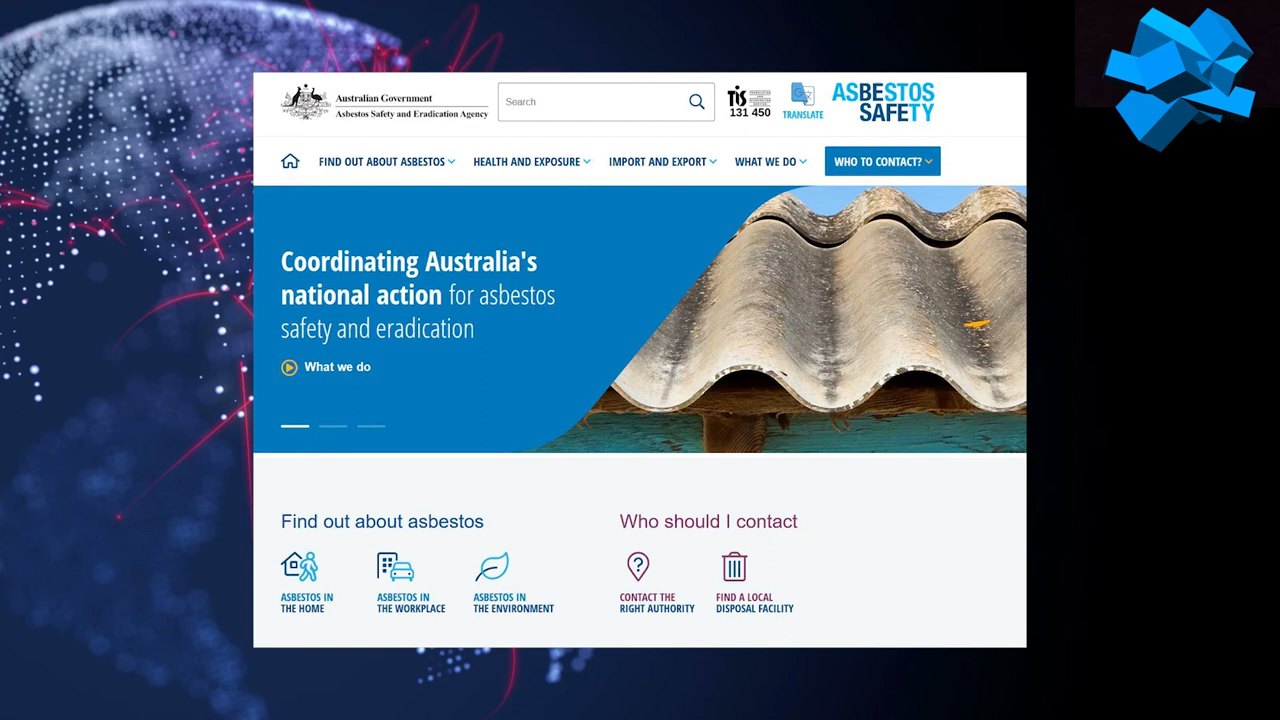 Australian Government
Asbestos Safety and Eradication Agency
Search
TIS
131 450
TRANSLATE
ASBESTOS
SAFETY
FIND OUT ABOUT ASBESTOS
HEALTH AND EXPOSURE
IMPORT AND EXPORT
WHAT WE DO
WHO TO CONTACT?
Coordinating Australia's
national action for asbestos
safety and eradication
What we do
Find out about asbestos
Who should I contact
ASBESTOS IN
THE HOME
ASBESTOS IN
THE WORKPLACE
ASBESTOS IN
THE ENVIRONMENT
CONTACT THE
RIGHT AUTHORITY
FIND A LOCAL
DISPOSAL FACILITY